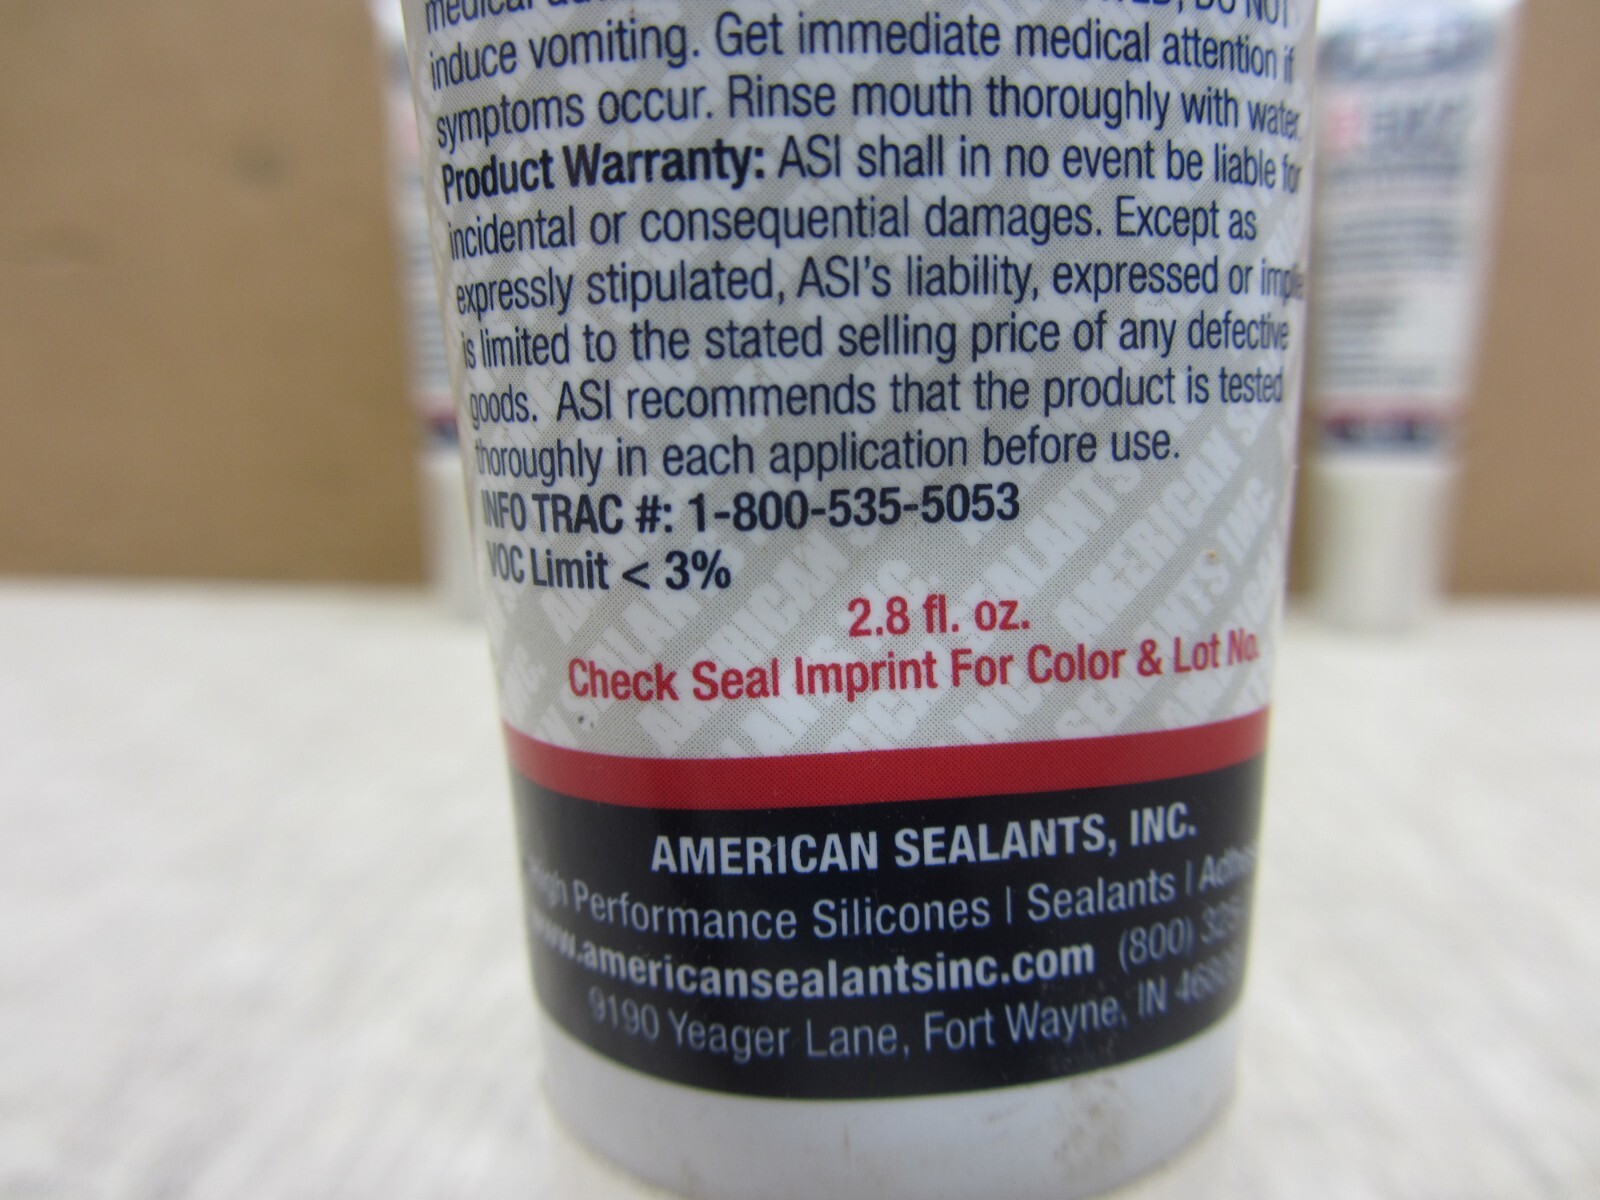 medical
DO NOT
induce vomiting. Get immediate medical attention if
symptoms occur. Rinse mouth thoroughly with water.
Product Warranty: ASI shall in no event be liable for
incidental or consequential damages. Except as
expressly stipulated, ASI's liability, expressed or
is limited to the stated selling price of any defective
goods. ASI recommends that the product is tested
thoroughly in each application before use.
INFO TRAC #: 1-800-535-5053
VOC Limit < 3%
2.8 fl. oz.
Check Seal Imprint For Color & Lot No.
AMERICAN SEALANTS, INC.
High Performance Silicones | Sealants |
www.americansealantsinc.com (800)
9190 Yeager Lane, Fort Wayne, IN